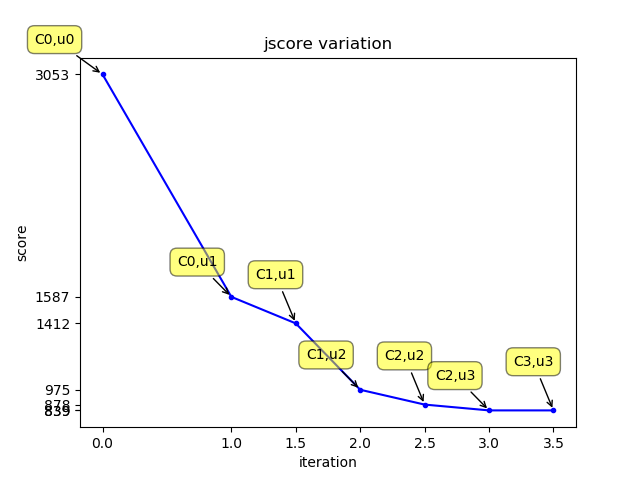 jscore variation
C0,u0
3053
C0,u1
C1,u1
1587
1412
C1,u2
C2,u2
C2,u3
C3,u3
975
878
839
0.0 1.0 1.5 2.0 2.5 3.0 3.5
iteration
score